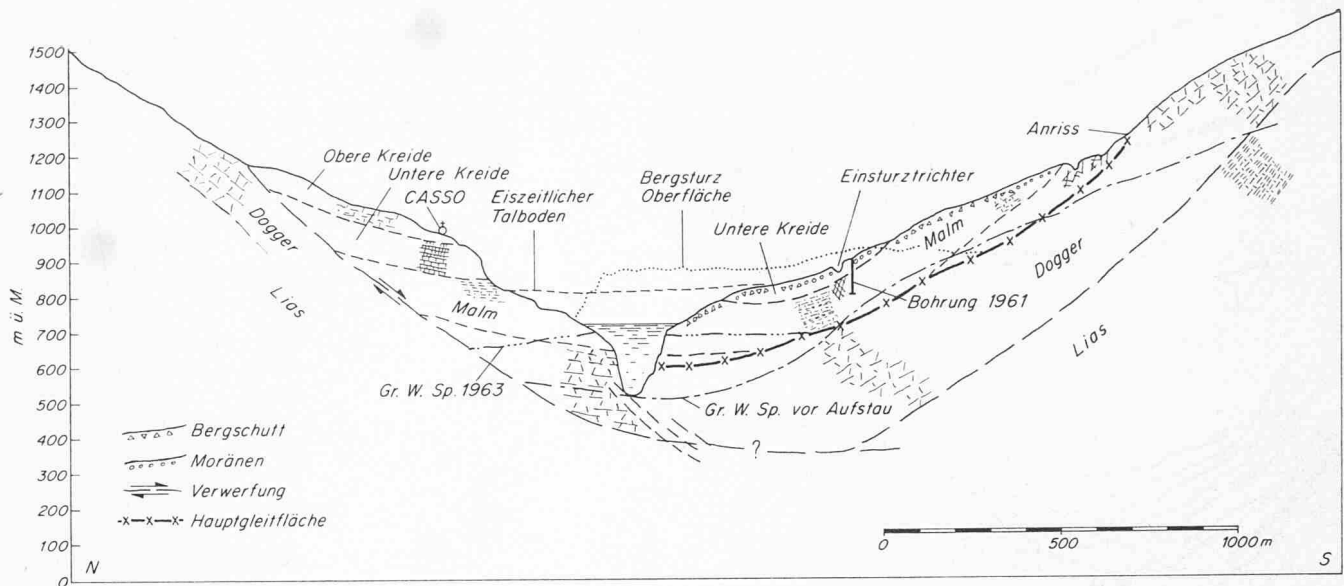 1500
1400
1300
1200
1100
1000
900
800
700
600
500
400
300
200
100
0
m ü. M.
N
S
Obere Kreide
Untere Kreide
CASSO
Eiszeitlicher
Talboden
Bergsturz
Oberfläche
Einsturztrichter
Anriss
Untere Kreide
Malm
Dogger
Lias
Bohrung 1961
Dogger
Lias
Malm
Gr. W. Sp. 1963
Gr. W. Sp. vor Aufstau
?
Bergschutt
Moränen
Verwerfung
Hauptgleitfläche
0
500
1000 m